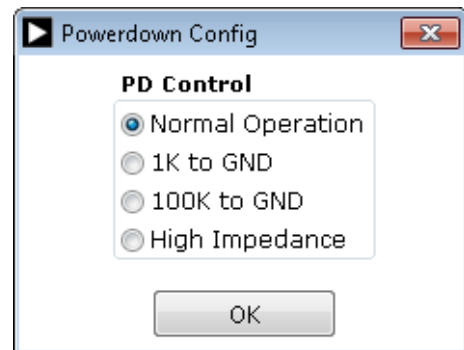 Powerdown Config
PD Control
Normal Operation
1K to GND
100K to GND
High Impedance
OK